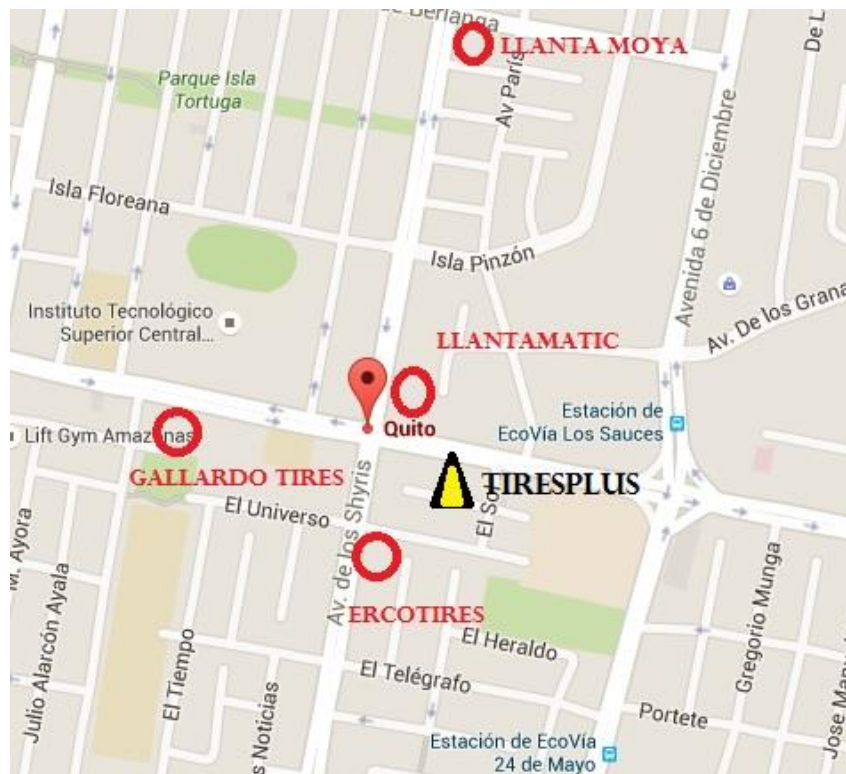 Berlanga
LLANTA MOYA
De L
Parque Isla
Tortuga
Av París
Avenida 6 de Diciembre
Isla Floreana
Isla Pinzón
Instituto Tecnológico
Superior Central...
LLANTAMATIC
Av. De los Grana
Estación de
EcoVía Los Sauces
Quito
Lift Gym Amazonas
GALLARDO TIRES
TIRESPLUS
El Universo
El So
Av. de los Shyris
M. Ayora
Julio Alarcón Ayala
ERCOTIRES
El Tiempo
El Heraldo
El Telégrafo
Gregorio Munga
Portete
s Noticias
Jose Manu
Estación de EcoVía
24 de Mayo